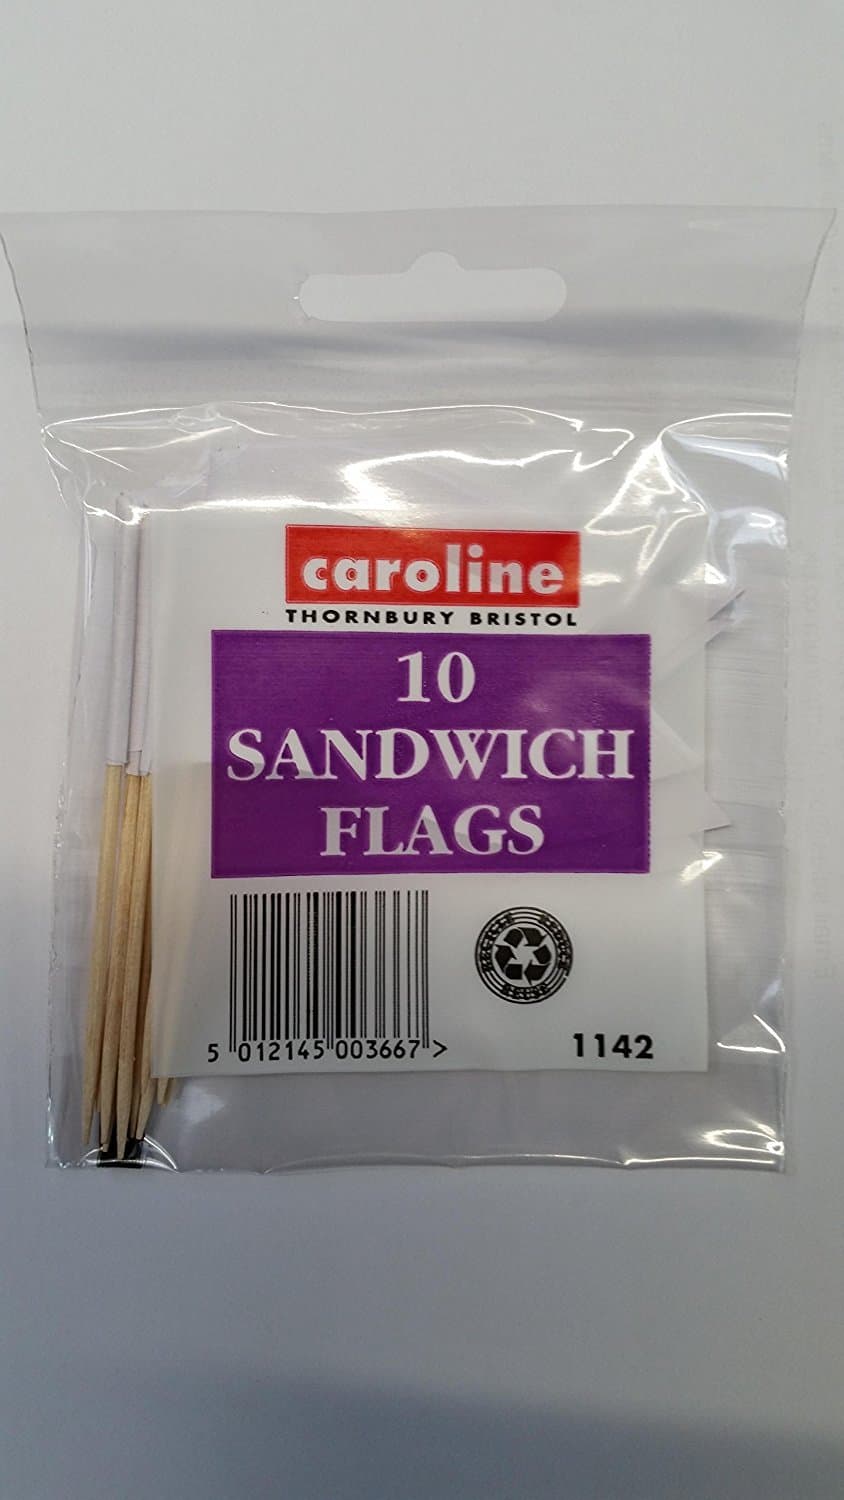 caroline
THORNBURY BRISTOL
10
SANDWICH
FLAGS
5 012145 003667 >
1142